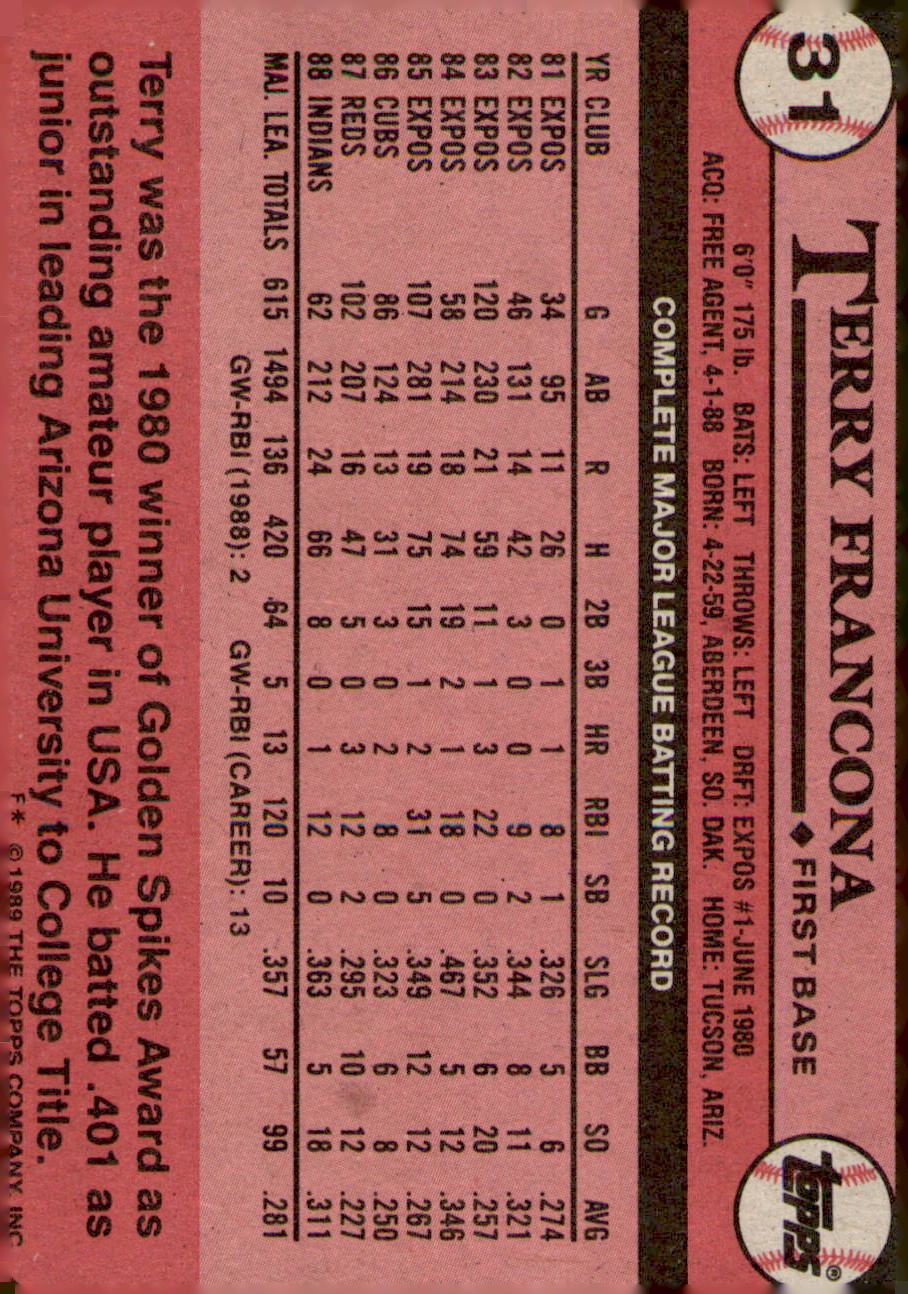 31
TERRY FRANCONA ◆ FIRST BASE
topps®
6'0" 175 lb. BATS: LEFT THROWS: LEFT DRFT: EXPOS #1-JUNE 1980
ACQ: FREE AGENT, 4-1-88 BORN: 4-22-59, ABERDEEN, SO. DAK. HOME: TUCSON, ARIZ.
COMPLETE MAJOR LEAGUE BATTING RECORD
YR CLUB G AB R H 2B 3B HR RBI SB SLG BB SO AVG
81 EXPOS 34 95 11 26 0 1 1 8 1 .326 5 6 .274
82 EXPOS 46 131 14 42 3 0 0 9 2 .344 8 11 .321
83 EXPOS 120 230 21 59 11 1 3 22 0 .352 6 20 .257
84 EXPOS 58 214 18 74 19 2 1 18 0 .467 5 12 .346
85 EXPOS 107 281 19 75 15 1 2 31 5 .349 12 12 .267
86 CUBS 86 124 13 31 3 0 2 8 0 .323 6 8 .250
87 REDS 102 207 16 47 5 0 3 12 2 .295 10 12 .227
88 INDIANS 62 212 24 66 8 0 1 12 0 .363 5 18 .311
MAJ. LEA. TOTALS 615 1494 136 420 64 5 13 120 10 .357 57 99 .281
GW-RBI (1988): 2 GW-RBI (CAREER): 13
Terry was the 1980 winner of Golden Spikes Award as
outstanding amateur player in USA. He batted .401 as
junior in leading Arizona University to College Title.
F* ©1989 THE TOPPS COMPANY, INC